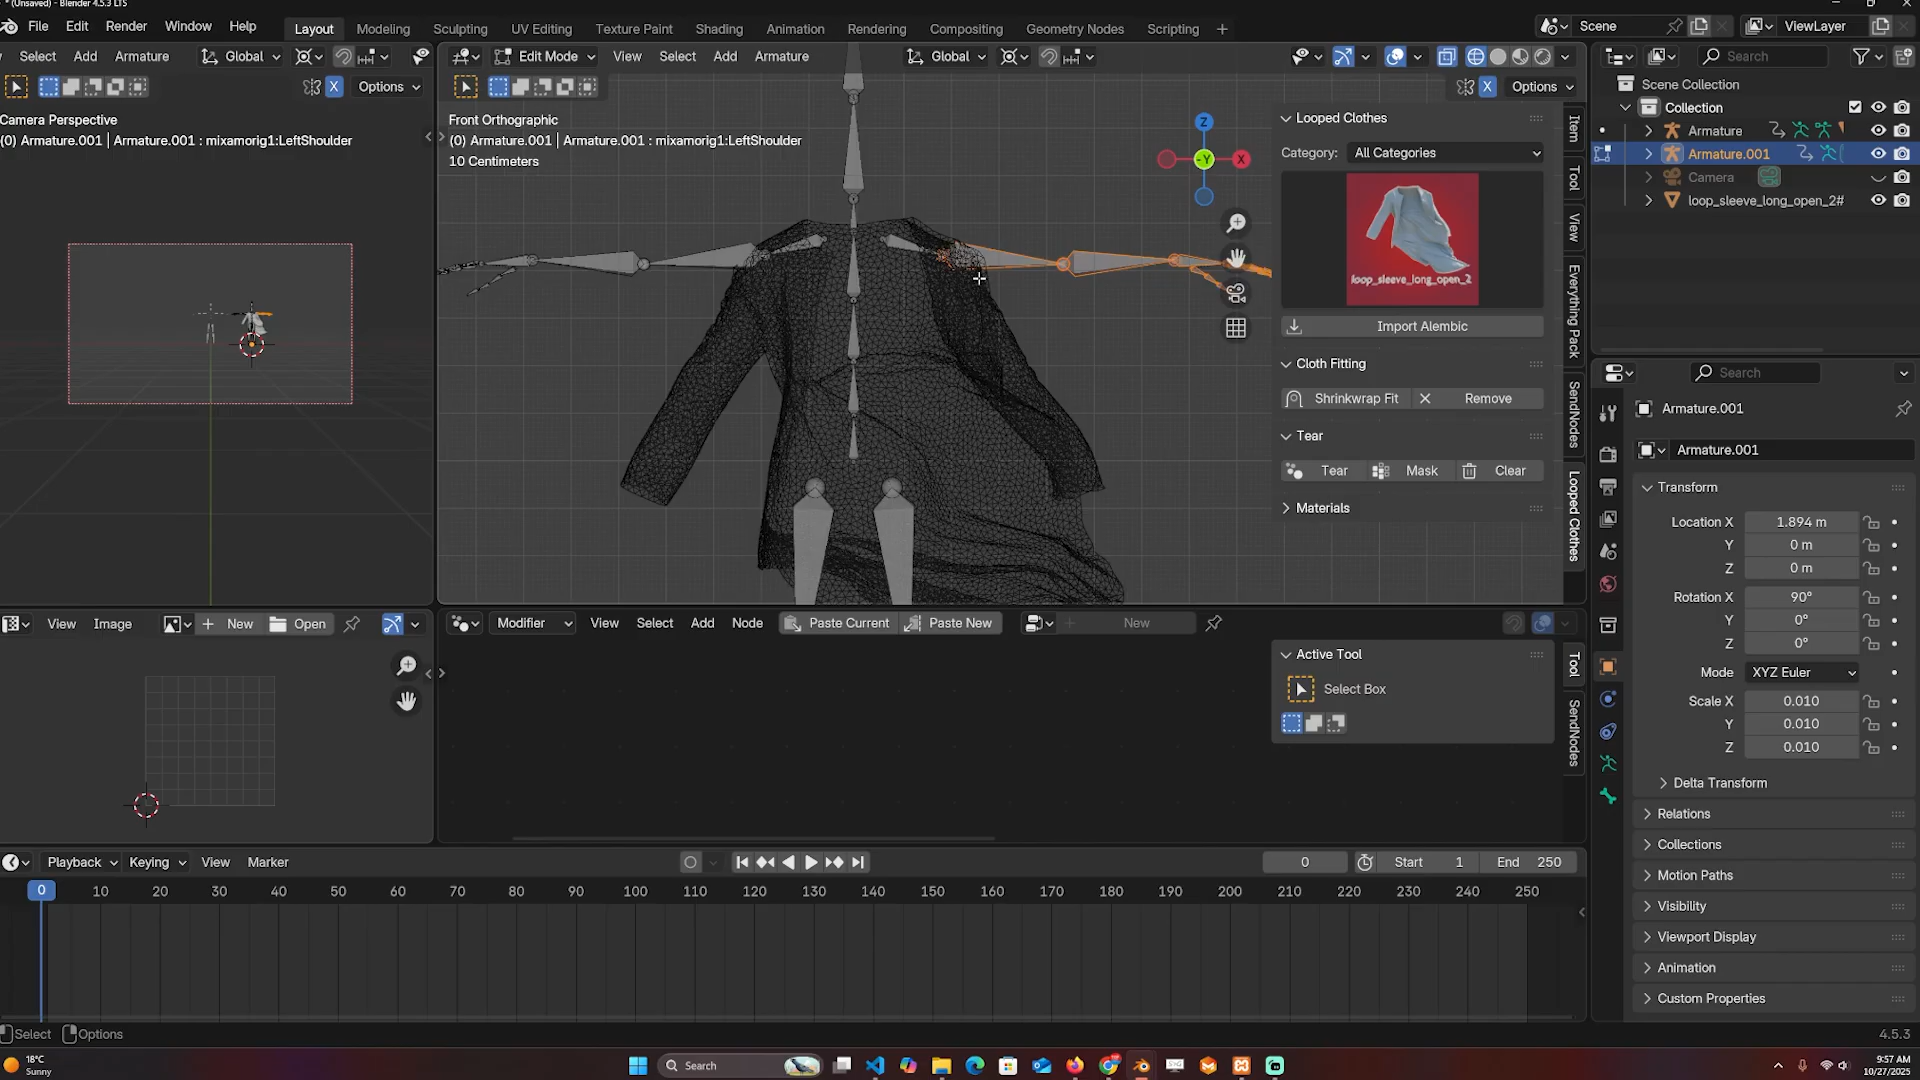 * (Unsaved) - Blender 4.5.3 LTS
File Edit Render Window Help Layout Modeling Sculpting UV Editing Texture Paint Shading Animation Rendering Compositing Geometry Nodes Scripting + Scene ViewLayer
Select Add Armature Global
X Options
Camera Perspective
(0) Armature.001 | Armature.001 : mixamorig1:LeftShoulder
Edit Mode View Select Add Armature Global
X Options
Front Orthographic
(0) Armature.001 | Armature.001 : mixamorig1:LeftShoulder
10 Centimeters
Z
-Y
X
Looped Clothes
Category: All Categories
loop_sleeve_long_open_2
Import Alembic
Cloth Fitting
Shrinkwrap Fit Remove
Tear
Tear Mask Clear
Materials
Item
Tool
View
Everything Pack
SendNodes
Looped Clothes
Search
Scene Collection
Collection
Armature
Armature.001
Camera
loop_sleeve_long_open_2#
Search
Armature.001
Armature.001
Transform
Location X 1.894 m
Y 0 m
Z 0 m
Rotation X 90°
Y 0°
Z 0°
Mode XYZ Euler
Scale X 0.010
Y 0.010
Z 0.010
Delta Transform
Relations
Collections
Motion Paths
Visibility
Viewport Display
Animation
Custom Properties
View Image + New Open
Modifier View Select Add Node Paste Current Paste New New
Active Tool
Select Box
Tool
SendNodes
Playback Keying View Marker 0 Start 1 End 250
0 10 20 30 40 50 60 70 80 90 100 110 120 130 140 150 160 170 180 190 200 210 220 230 240 250
Select Options 4.5.3
18°C
Sunny
Search
9:57 AM
10/27/2025